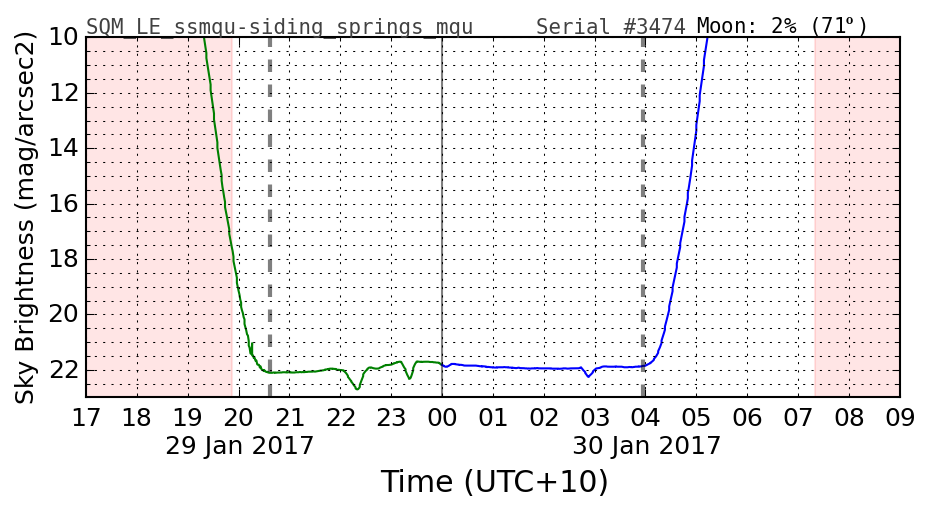 SQM_LE_ssmqu-siding_springs_mqu Serial #3474 Moon: 2% (71°)
Sky Brightness (mag/arcsec2)
10
12
14
16
18
20
22
17 18 19 20 21 22 23 00 01 02 03 04 05 06 07 08 09
29 Jan 2017 30 Jan 2017
Time (UTC+10)